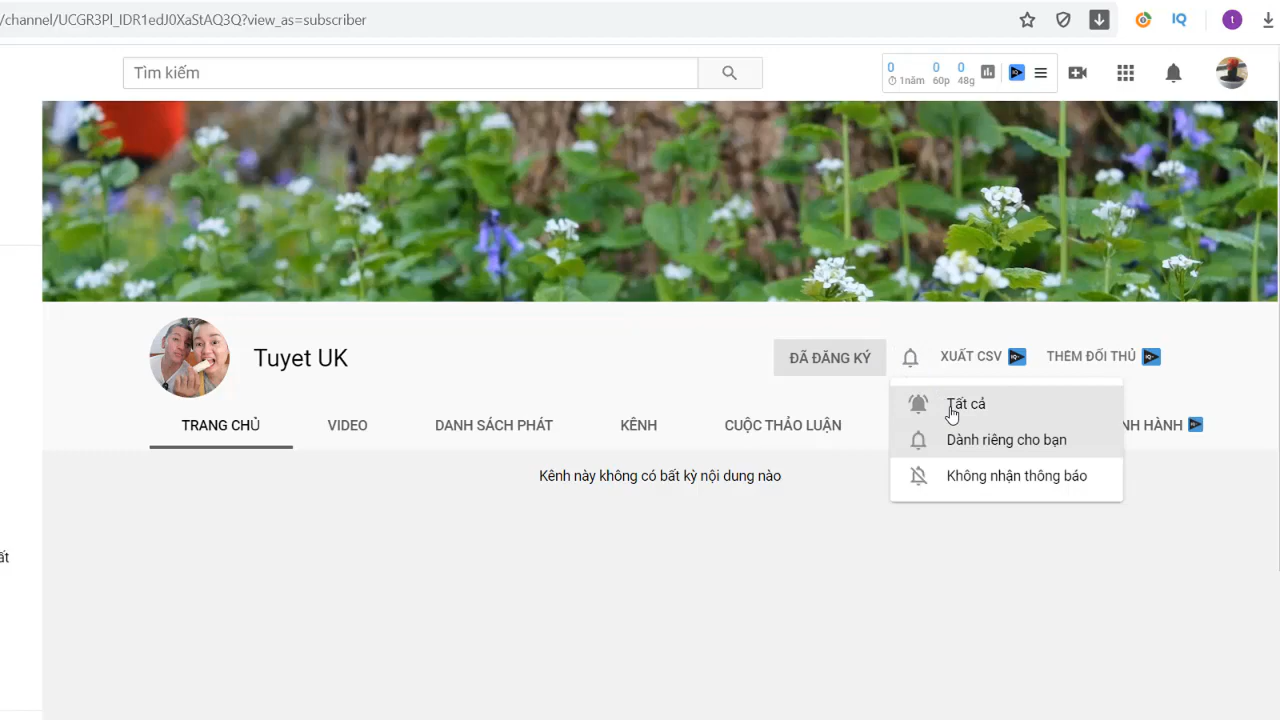 /channel/UCGR3Pl_IDR1edJ0XaStAQ3Q?view_as=subscriber
IQ
t
Tìm kiếm
0 0 0
1năm 60p 48g
Tuyet UK
ĐÃ ĐĂNG KÝ
XUẤT CSV
THÊM ĐỐI THỦ
TRANG CHỦ
VIDEO
DANH SÁCH PHÁT
KÊNH
CUỘC THẢO LUẬN
NH HÀNH
Tất cả
Dành riêng cho bạn
Không nhận thông báo
Kênh này không có bất kỳ nội dung nào
ất